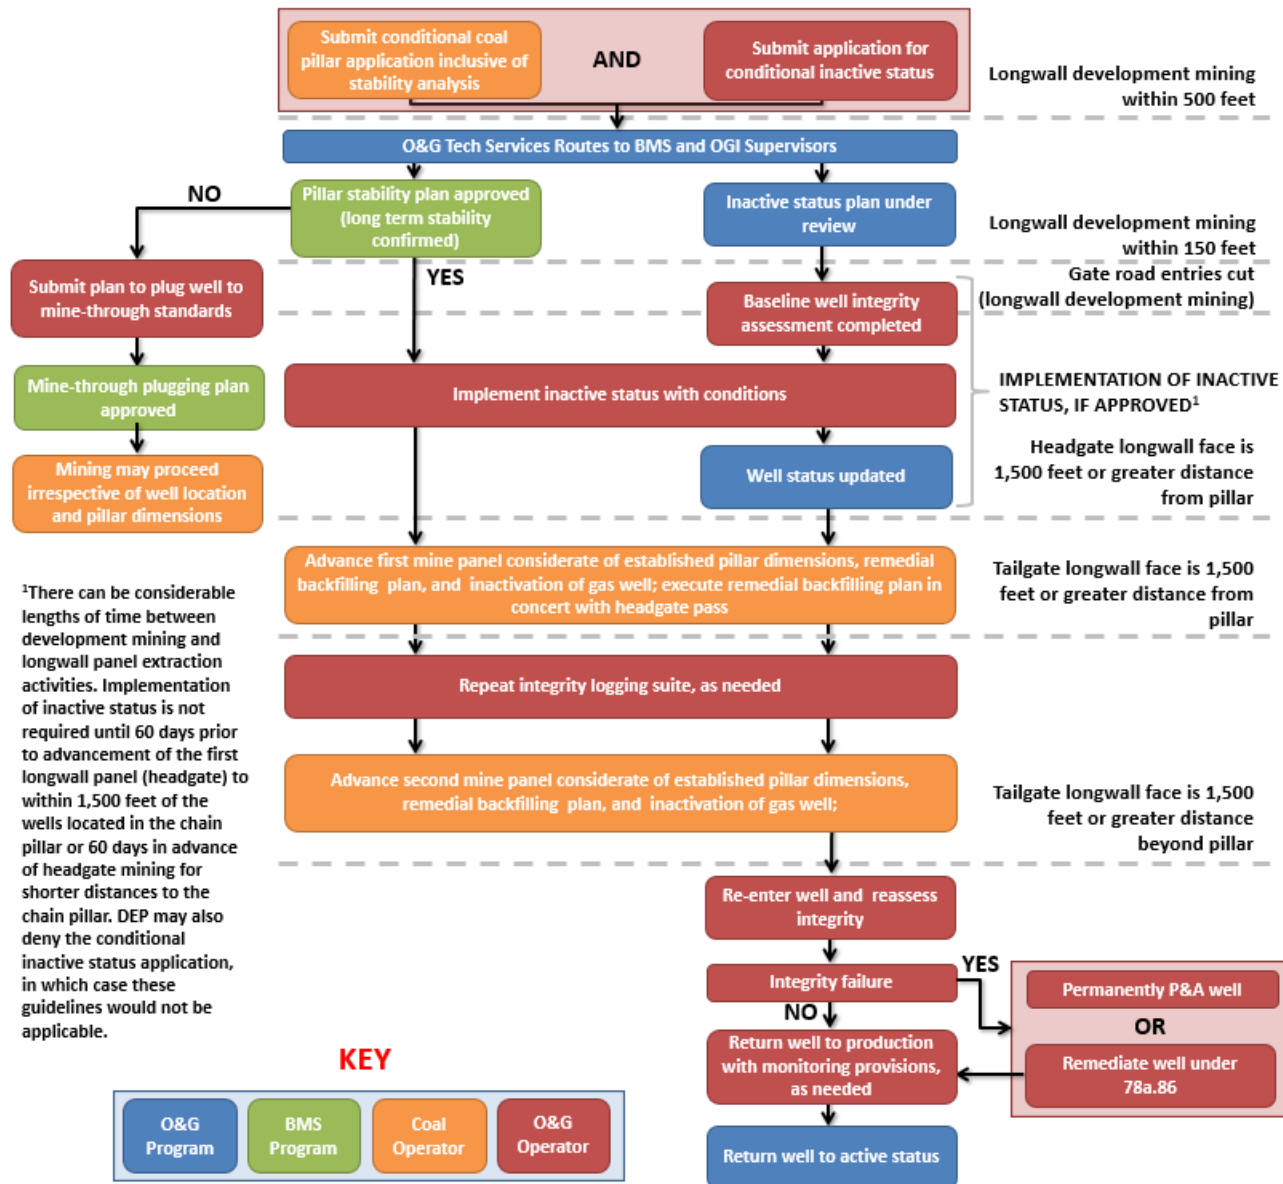 Submit conditional coal
pillar application inclusive of
stability analysis
AND
Submit application for
conditional inactive status
Longwall development mining
within 500 feet
O&G Tech Services Routes to BMS and OGI Supervisors
NO
Pillar stability plan approved
(long term stability
confirmed)
Inactive status plan under
review
Longwall development mining
within 150 feet
YES
Gate road entries cut
(longwall development mining)
Submit plan to plug well to
mine-through standards
Baseline well integrity
assessment completed
Mine-through plugging plan
approved
Implement inactive status with conditions
IMPLEMENTATION OF INACTIVE
STATUS, IF APPROVED¹
Mining may proceed
irrespective of well location
and pillar dimensions
Well status updated
Headgate longwall face is
1,500 feet or greater distance
from pillar
Advance first mine panel considerate of established pillar dimensions, remedial
backfilling plan, and inactivation of gas well; execute remedial backfilling plan in
concert with headgate pass
Tailgate longwall face is 1,500
feet or greater distance from
pillar
¹There can be considerable
lengths of time between
development mining and
longwall panel extraction
activities. Implementation
of inactive status is not
required until 60 days prior
to advancement of the first
longwall panel (headgate) to
within 1,500 feet of the
wells located in the chain
pillar or 60 days in advance
of headgate mining for
shorter distances to the
chain pillar. DEP may also
deny the conditional
inactive status application,
in which case these
guidelines would not be
applicable.
Repeat integrity logging suite, as needed
Advance second mine panel considerate of established pillar dimensions,
remedial backfilling plan, and inactivation of gas well;
Tailgate longwall face is 1,500
feet or greater distance
beyond pillar
Re-enter well and reassess
integrity
Integrity failure
YES
Permanently P&A well
OR
Remediate well under
78a.86
NO
Return well to production
with monitoring provisions,
as needed
Return well to active status
KEY
O&G
Program
BMS
Program
Coal
Operator
O&G
Operator